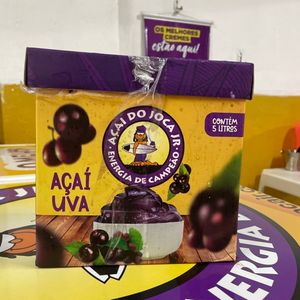 OS MELHORES
CREMES
estão aqui!
AÇAÍ DO JOCA JR
ENERGIA DE CAMPEÃO
CONTÉM
5 LITROS
AÇAÍ
UVA
ENERGIA